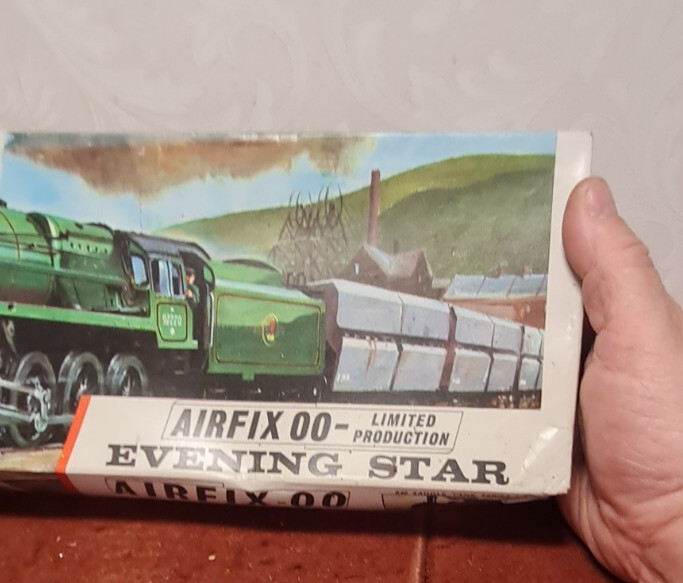 AIRFIX 00-
LIMITED
PRODUCTION
EVENING STAR
AIRFIX-00